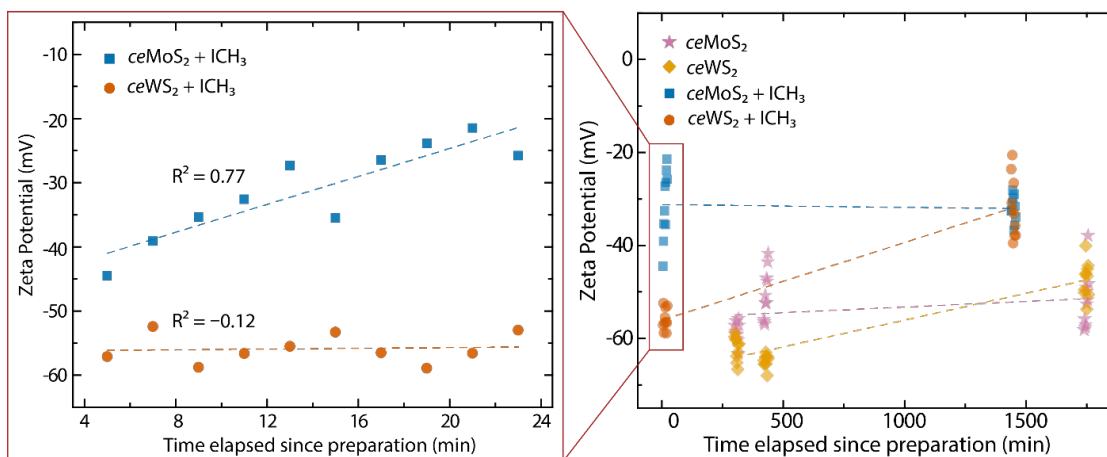 -10
-20
-30
-40
-50
-60
Zeta Potential (mV)
ceMoS₂ + ICH₃
ceWS₂ + ICH₃
R² = 0.77
R² = −0.12
4 8 12 16 20 24
Time elapsed since preparation (min)
0
-20
-40
-60
Zeta Potential (mV)
ceMoS₂
ceWS₂
ceMoS₂ + ICH₃
ceWS₂ + ICH₃
0 500 1000 1500
Time elapsed since preparation (min)